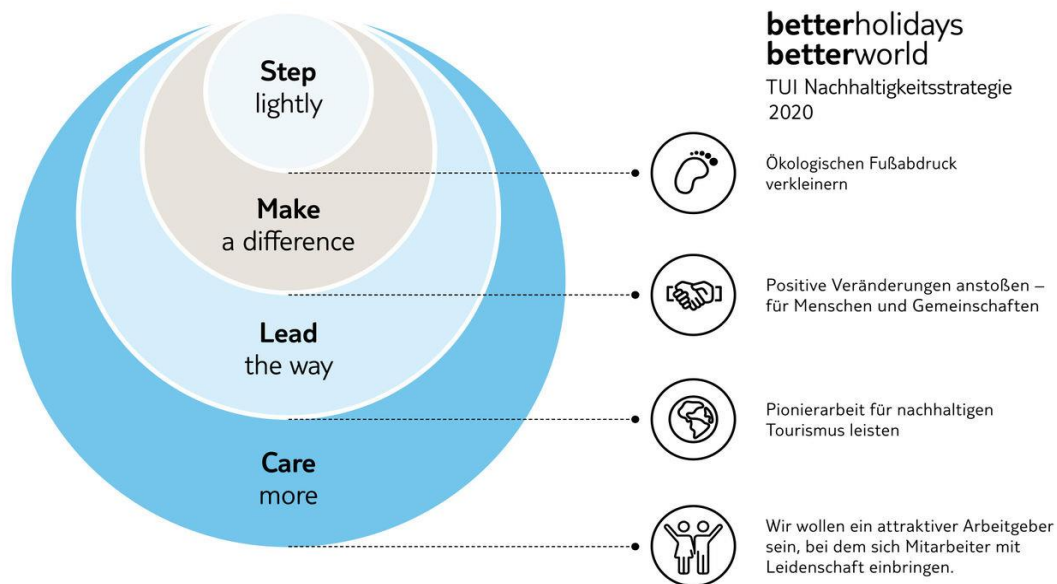 Step
lightly
Make
a difference
Lead
the way
Care
more
betterholidays
betterworld
TUI Nachhaltigkeitsstrategie
2020
Ökologischen Fußabdruck
verkleinern
Positive Veränderungen anstoßen –
für Menschen und Gemeinschaften
Pionierarbeit für nachhaltigen
Tourismus leisten
Wir wollen ein attraktiver Arbeitgeber
sein, bei dem sich Mitarbeiter mit
Leidenschaft einbringen.